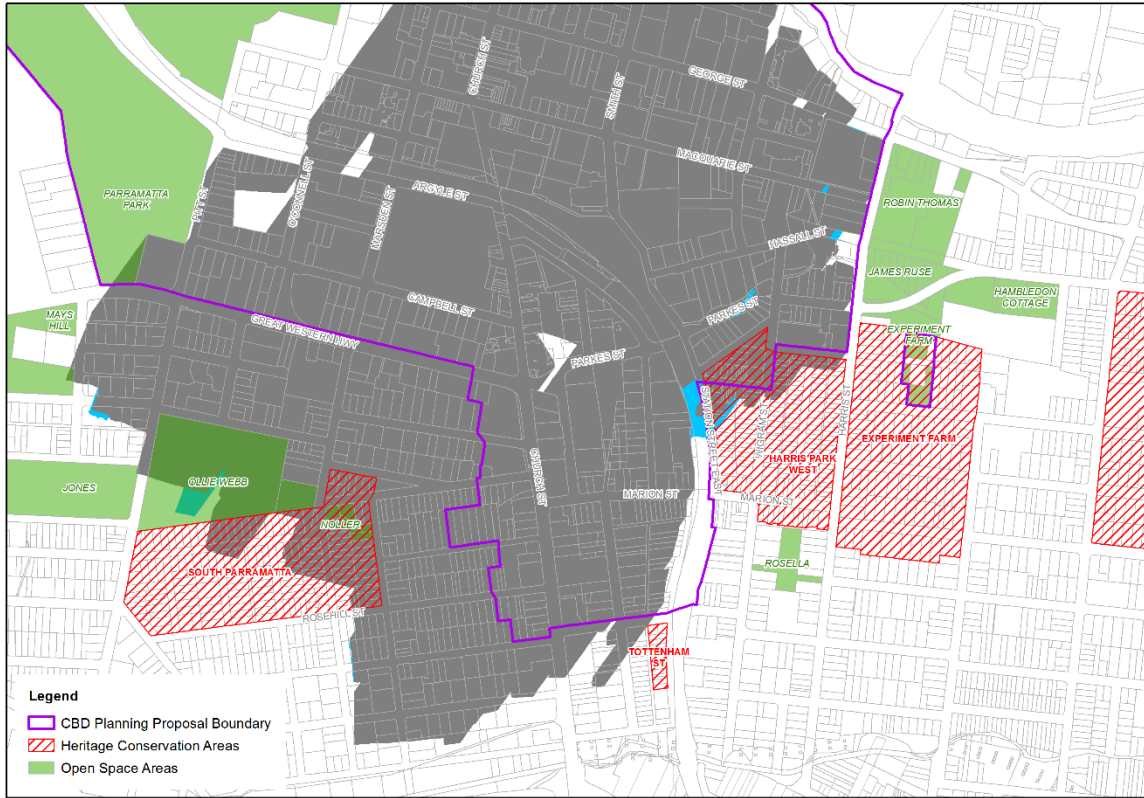 CHURCH ST
GEORGE ST
SMITH ST
MACQUARIE ST
O'CONNELL ST
MARSDEN ST
ARGYLE ST
PITT ST
PARRAMATTA
PARK
ROBIN THOMAS
HASSALL ST
JAMES RUSE
HAMBLEDON
COTTAGE
CAMPBELL ST
PARKES ST
MAYS
HILL
GREAT WESTERN HWY
PARKES ST
EXPERIMENT
FARM
STATION STREET EAST
WIGRAM ST
HARRIS ST
EXPERIMENT FARM
HARRIS PARK
WEST
CHURCH ST
MARION ST
MARION ST
JONES
OLLIE WEBB
NOLLER
SOUTH PARRAMATTA
ROSELLA
ROSEHILL ST
TOTTENHAM
ST
Legend
CBD Planning Proposal Boundary
Heritage Conservation Areas
Open Space Areas